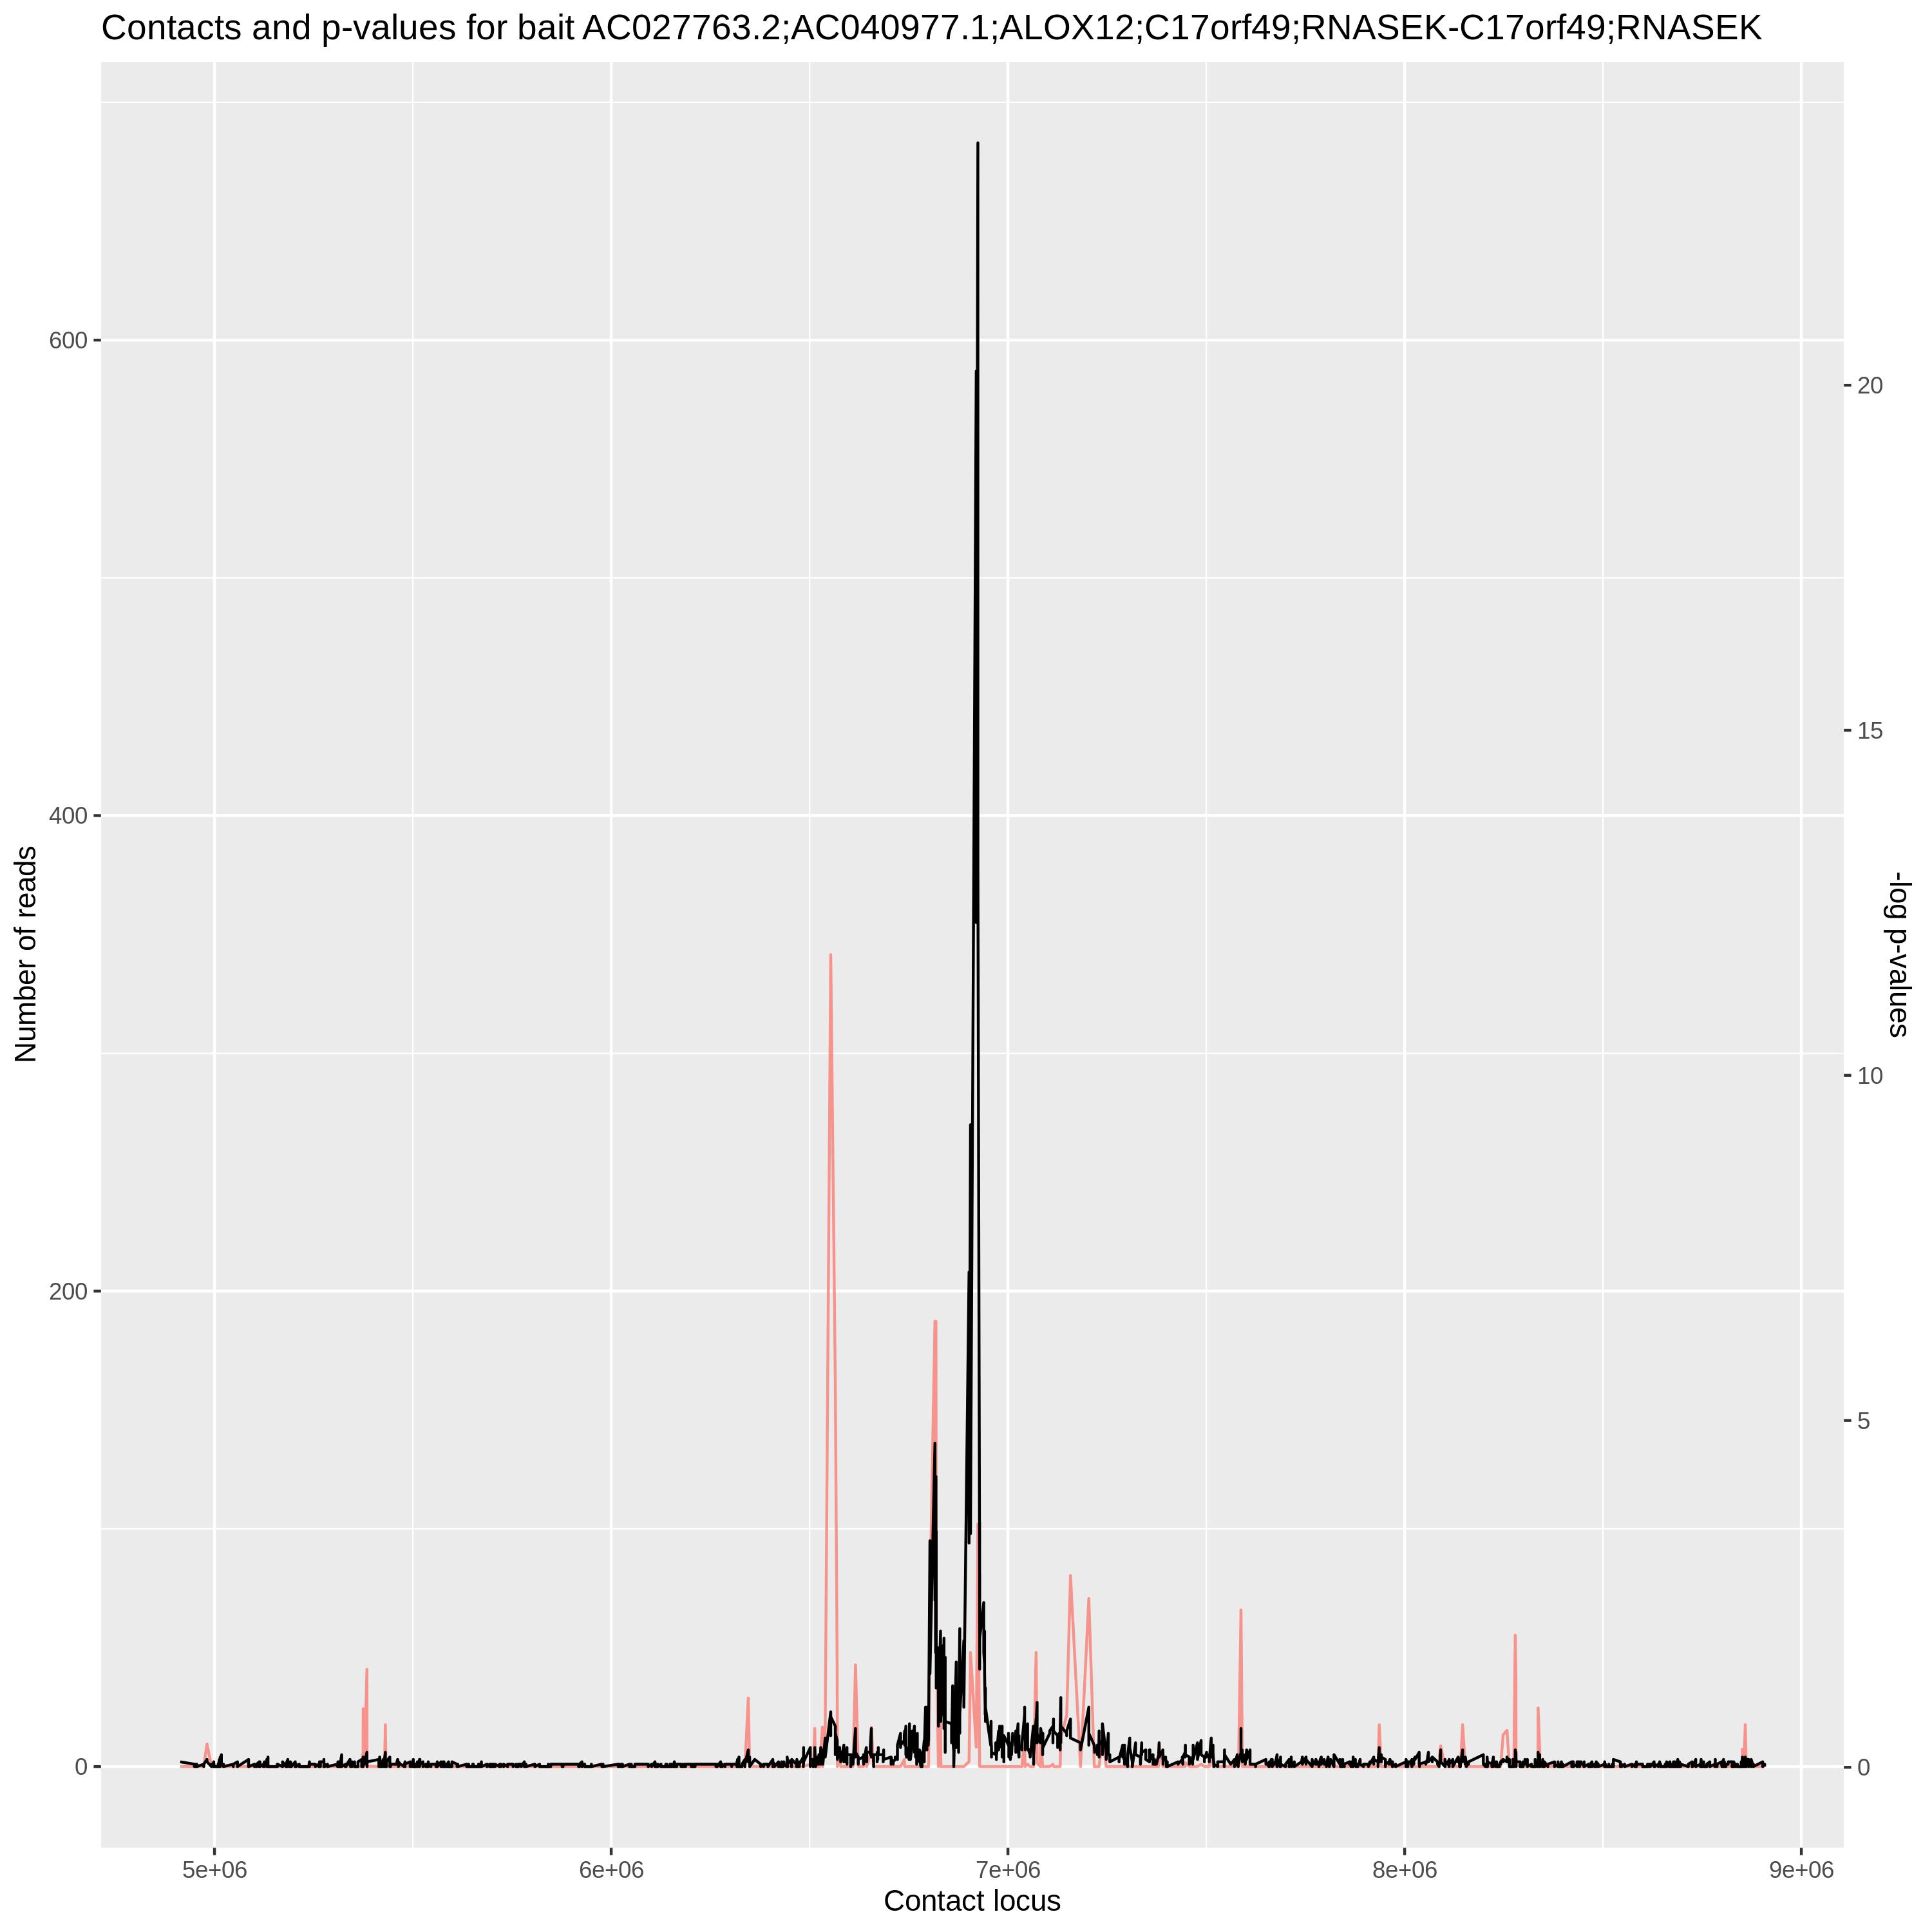 Contacts and p-values for bait AC027763.2;AC040977.1;ALOX12;C17orf49;RNASEK-C17orf49;RNASEK
600
400
200
0
Number of reads
20
15
10
5
0
-log p-values
5e+06
6e+06
7e+06
8e+06
9e+06
Contact locus